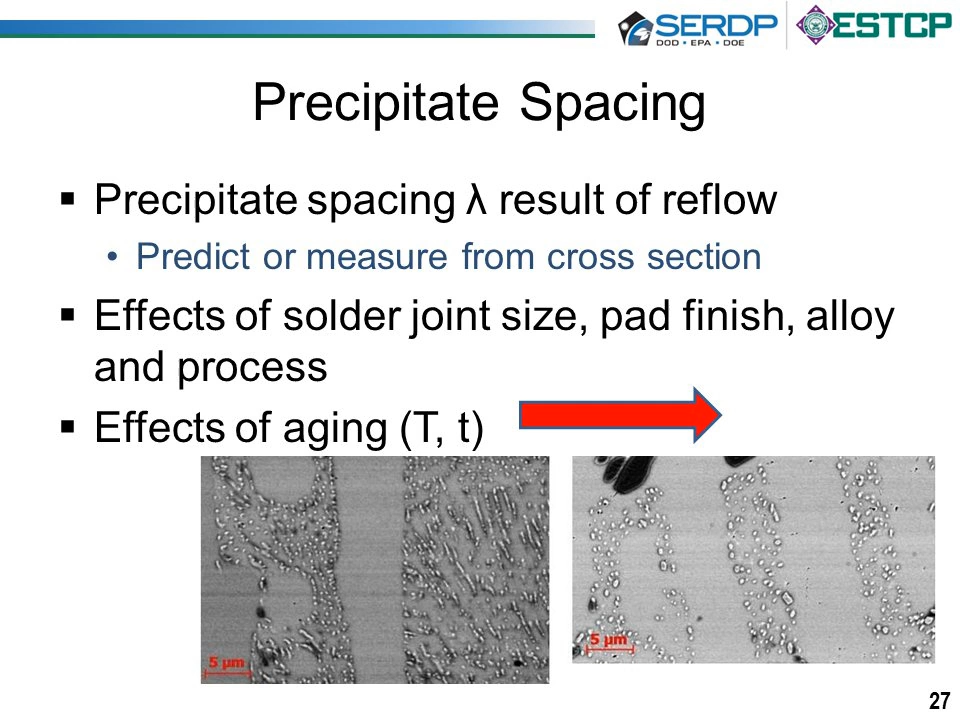 SERDP
DOD • EPA • DOE
ESTCP
Precipitate Spacing
▪ Precipitate spacing λ result of reflow
• Predict or measure from cross section
▪ Effects of solder joint size, pad finish, alloy
and process
▪ Effects of aging (T, t)
5 µm
5 µm
27